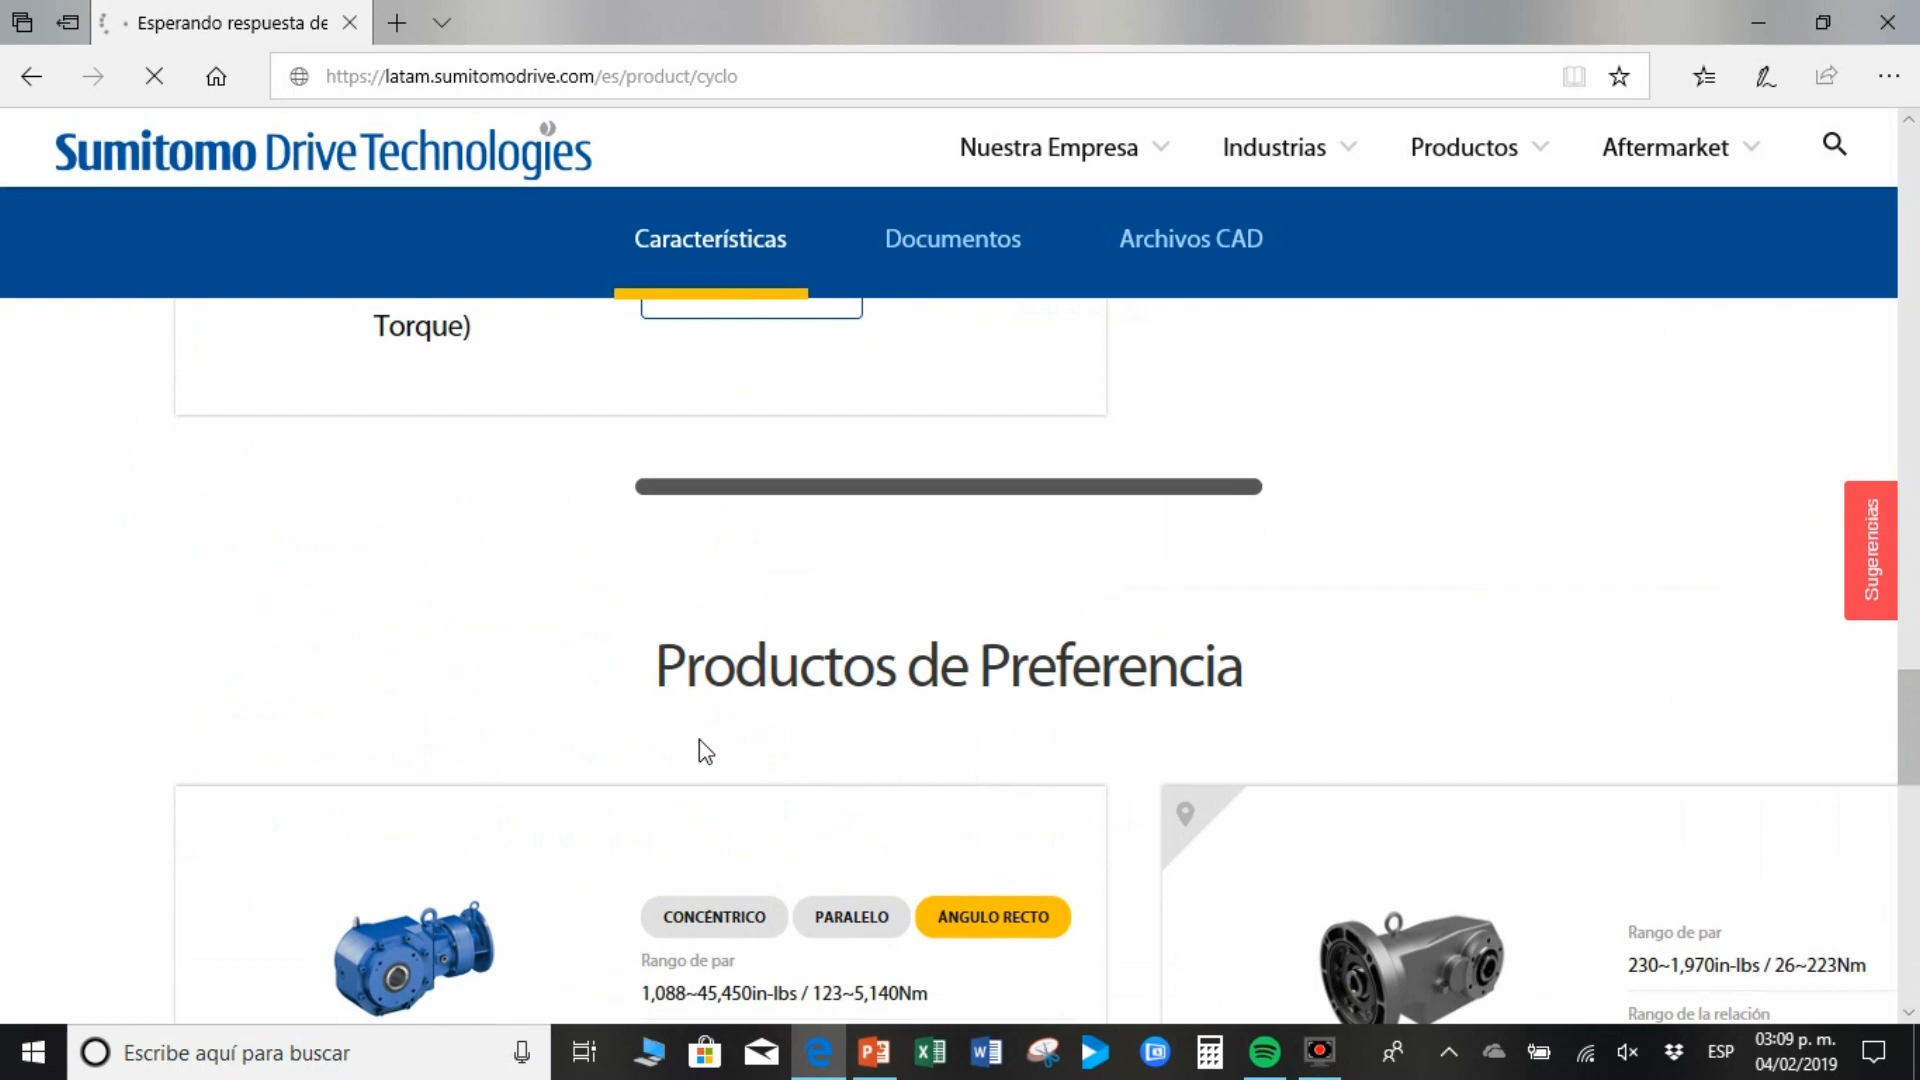 Esperando respuesta de
https://latam.sumitomodrive.com/es/product/cyclo
Sumitomo Drive Technologies
Nuestra Empresa
Industrias
Productos
Aftermarket
Características
Documentos
Archivos CAD
Torque)
Sugerencias
Productos de Preferencia
CONCÉNTRICO
PARALELO
ÁNGULO RECTO
Rango de par
1,088~45,450in-lbs / 123~5,140Nm
Rango de par
230~1,970in-lbs / 26~223Nm
Rango de la relación
Escribe aquí para buscar
ESP
03:09 p. m.
04/02/2019